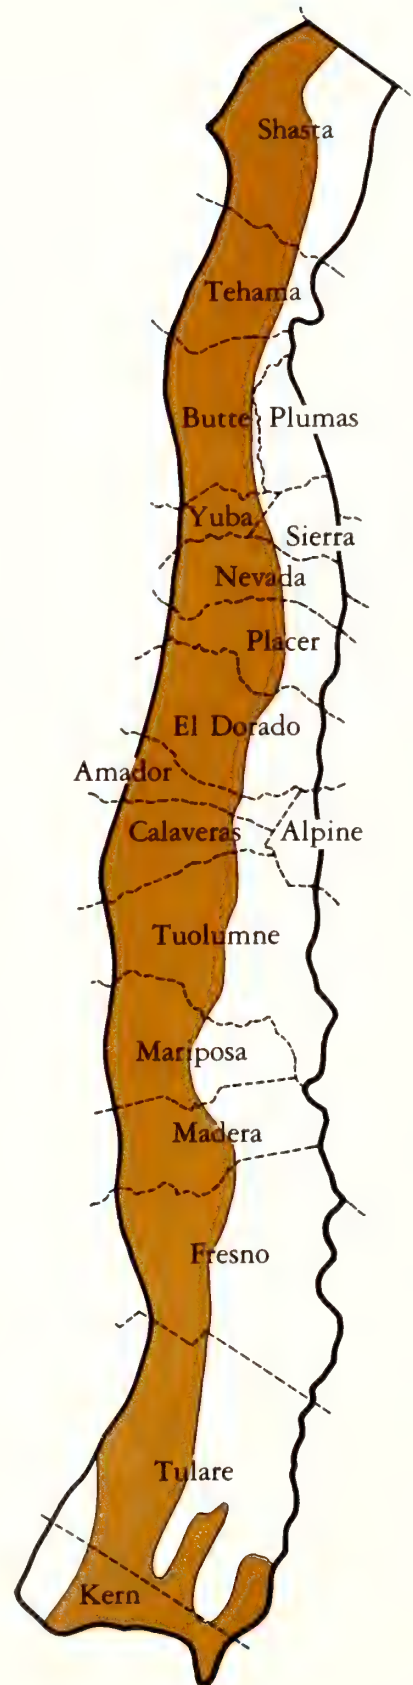 Shasta
Tehama
Butte
Plumas
Yuba
Sierra
Nevada
Placer
El Dorado
Amador
Calaveras
Alpine
Tuolumne
Mariposa
Madera
Fresno
Tulare
Kern